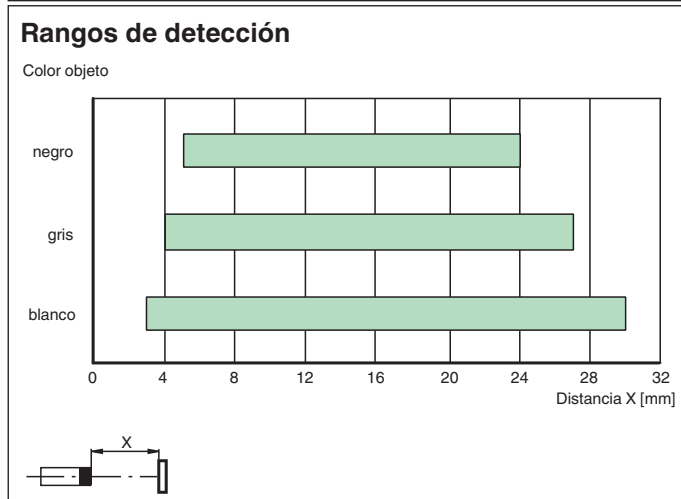 Rangos de detección
Color objeto
negro
gris
blanco
0 4 8 12 16 20 24 28 32
Distancia X [mm]
X